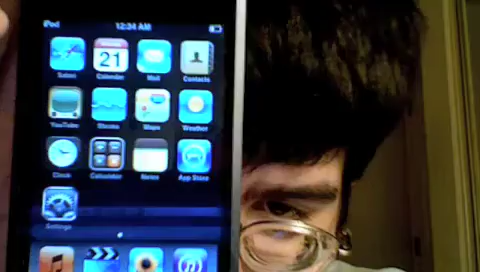 iPod 12:34 AM
Safari Calendar Mail Contacts
21
YouTube Stocks Maps Weather
Clock Calculator Notes App Store
Settings